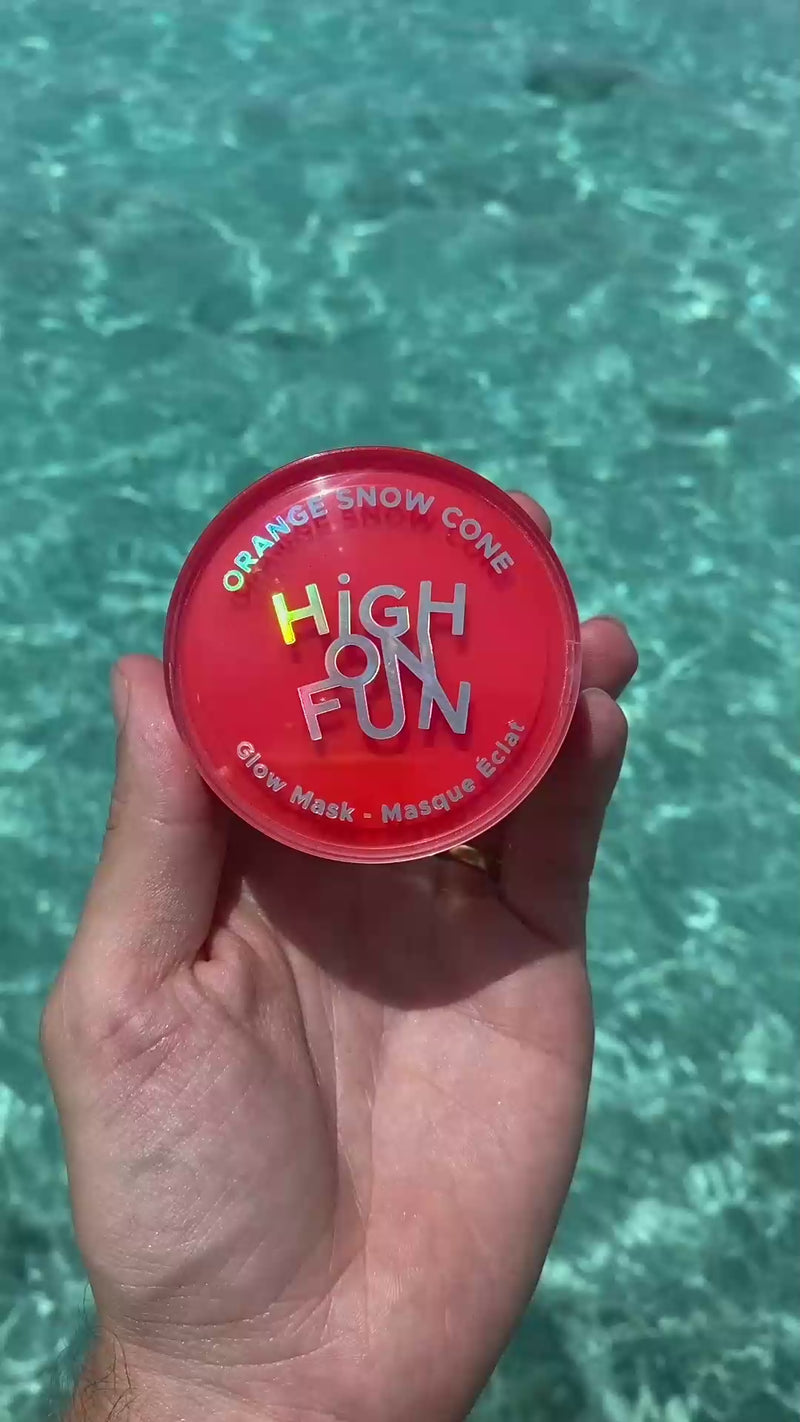 ORANGE SNOW CONE
HiGH
ON
FUN
Glow Mask - Masque Éclat